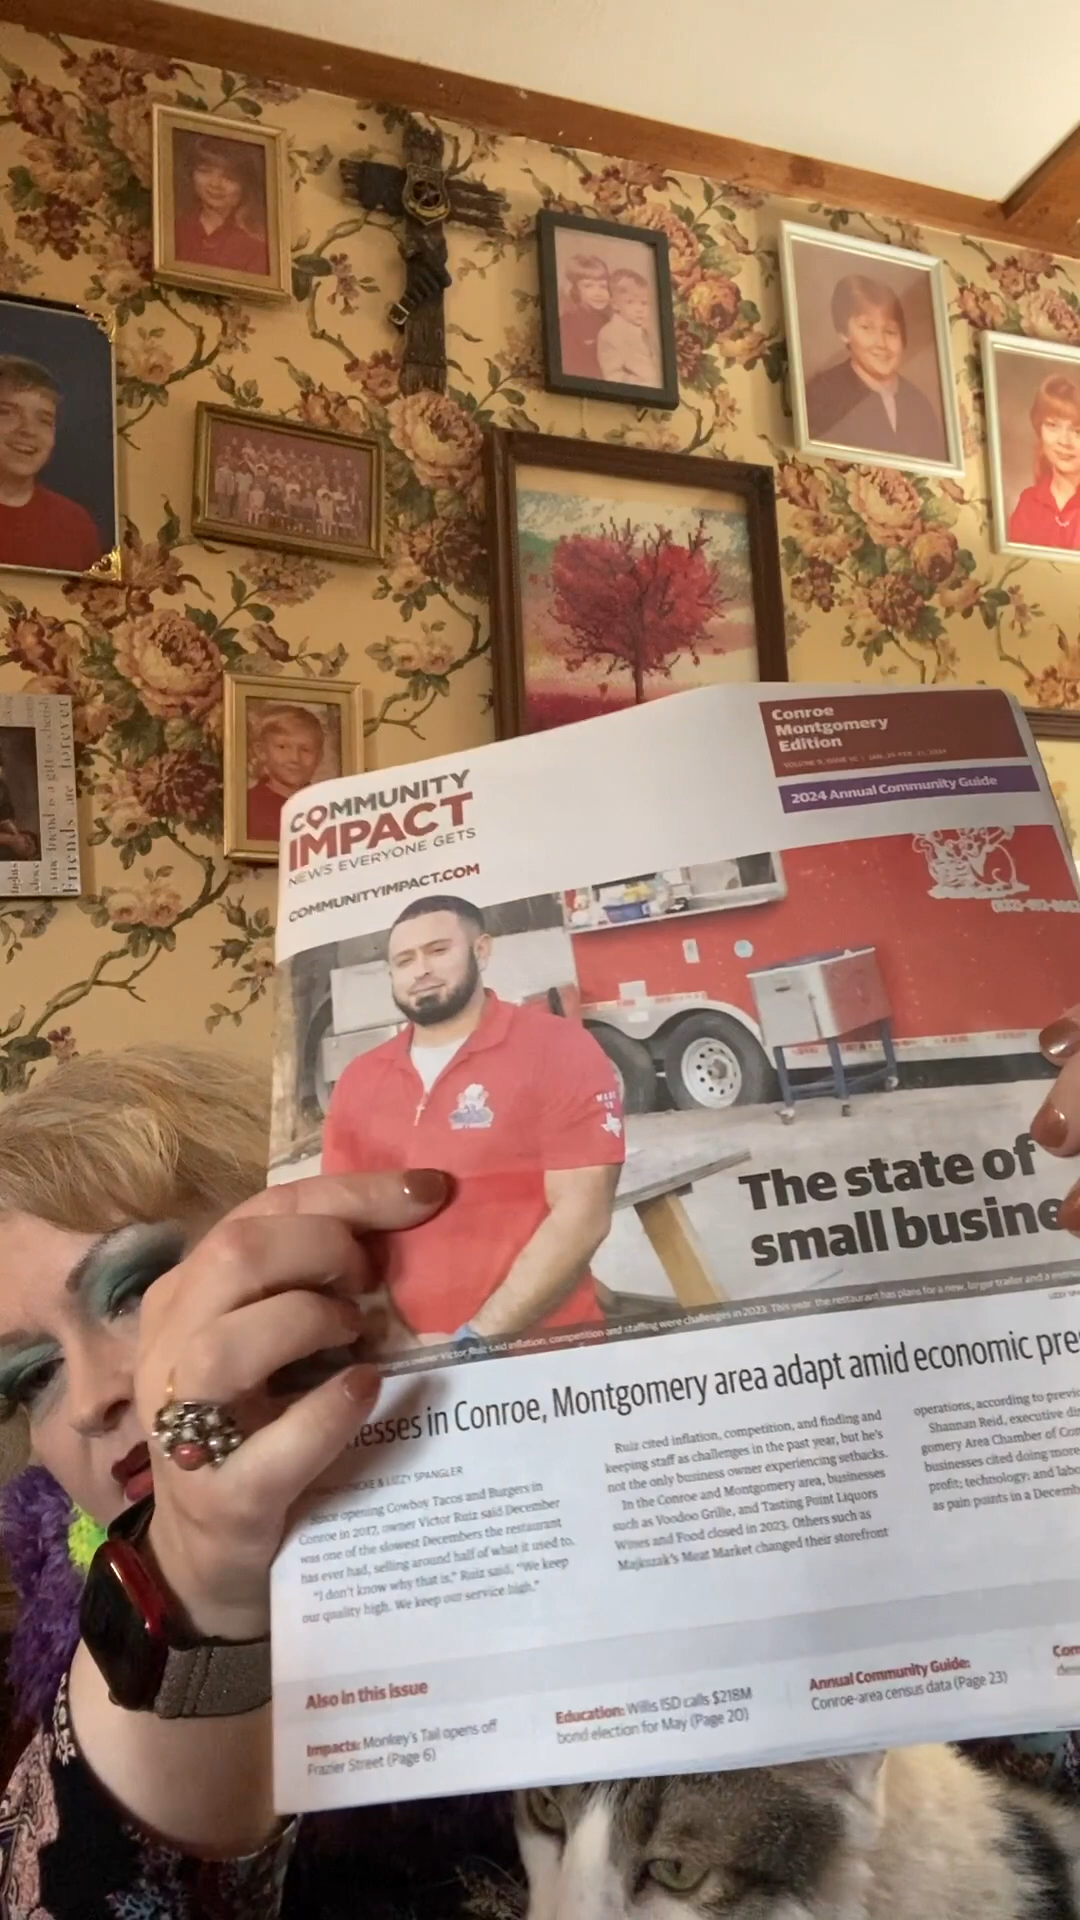 COMMUNITY
IMPACT
NEWS EVERYONE GETS
COMMUNITYIMPACT.COM
Conroe
Montgomery
Edition
2024 Annual Community Guide
MADE
IN
The state of
small busine
owner Victor Ruiz said inflation, competition and staffing were challenges in 2023. This year, the restaurant has plans for a new, larger trailer and a
esses in Conroe, Montgomery area adapt amid economic pre
& LIZZY SPANGLER
Since opening Cowboy Tacos and Burgers in
Conroe in 2017, owner Victor Ruiz said December
was one of the slowest Decembers the restaurant
has ever had, selling around half of what it used to.
"I don't know why that is," Ruiz said. "We keep
our quality high. We keep our service high."
Ruiz cited inflation, competition, and finding and
keeping staff as challenges in the past year, but he's
not the only business owner experiencing setbacks.
In the Conroe and Montgomery area, businesses
such as Voodoo Grille, and Tasting Point Liquors
Wines and Food closed in 2023. Others such as
Majkszak's Meat Market changed their storefront
operations, according to previo
Shannan Reid, executive di
gomery Area Chamber of Com
businesses cited doing more
profit; technology; and labo
as pain points in a Decemb
Also in this issue
Impacts: Monkey's Tail opens off
Frazier Street (Page 6)
Education: Willis ISD calls $218M
bond election for May (Page 20)
Annual Community Guide:
Conroe-area census data (Page 23)
Com
Friends are forever